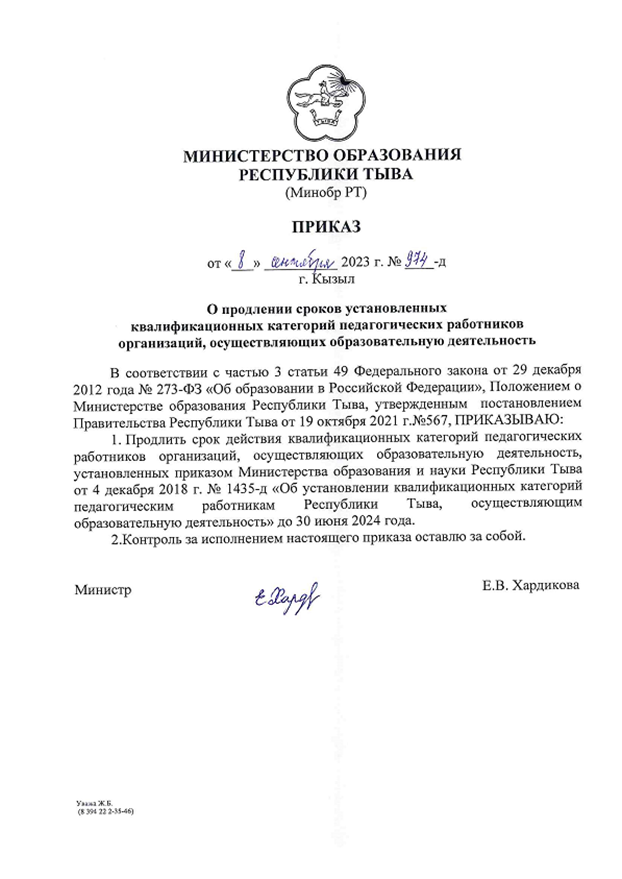 ТЫВА
МИНИСТЕРСТВО ОБРАЗОВАНИЯ
РЕСПУБЛИКИ ТЫВА
(Минобр РТ)
ПРИКАЗ
от «8» сентября 2023 г. № 974-д
г. Кызыл
О продлении сроков установленных
квалификационных категорий педагогических работников
организаций, осуществляющих образовательную деятельность
В соответствии с частью 3 статьи 49 Федерального закона от 29 декабря
2012 года № 273-ФЗ «Об образовании в Российской Федерации», Положением о
Министерстве образования Республики Тыва, утвержденным постановлением
Правительства Республики Тыва от 19 октября 2021 г.№567, ПРИКАЗЫВАЮ:
1. Продлить срок действия квалификационных категорий педагогических
работников организаций, осуществляющих образовательную деятельность,
установленных приказом Министерства образования и науки Республики Тыва
от 4 декабря 2018 г. № 1435-д «Об установлении квалификационных категорий
педагогическим работникам Республики Тыва, осуществляющим
образовательную деятельность» до 30 июня 2024 года.
2.Контроль за исполнением настоящего приказа оставлю за собой.
Министр
Е.В. Хардикова
Уважа Ж.Б.
(8 394 22 2-35-46)